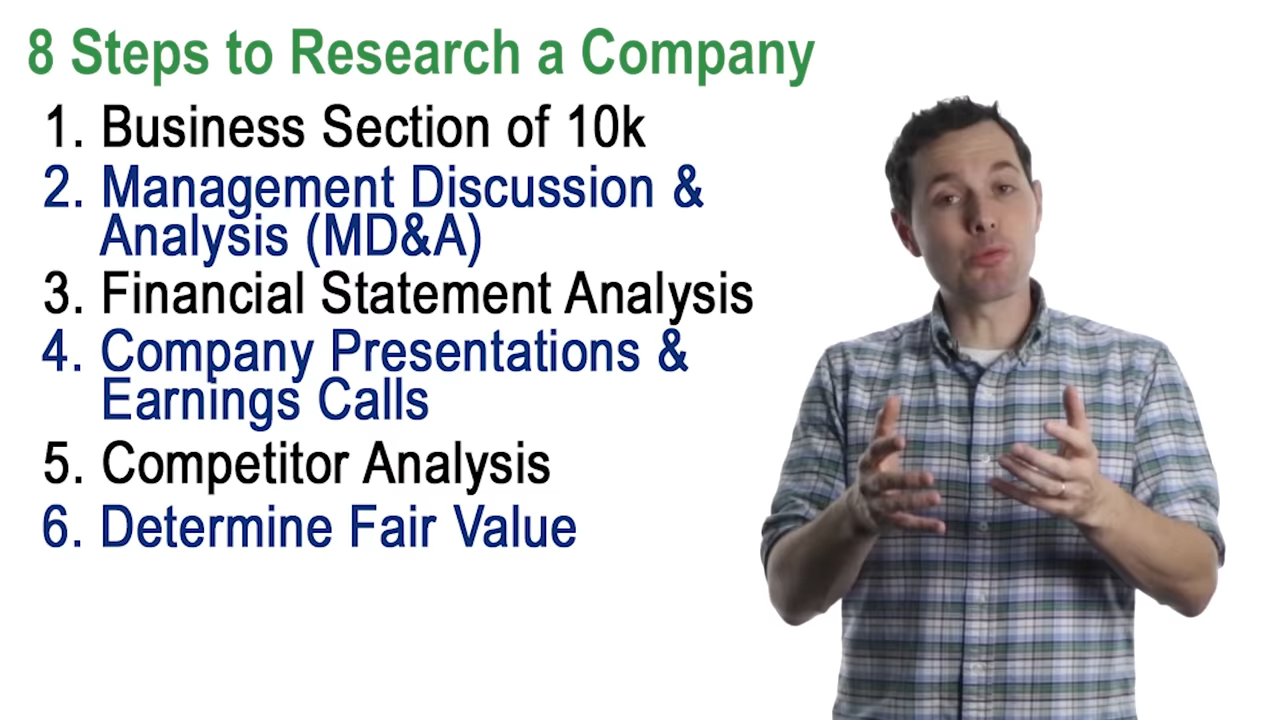 8 Steps to Research a Company
1. Business Section of 10k
2. Management Discussion &
Analysis (MD&A)
3. Financial Statement Analysis
4. Company Presentations &
Earnings Calls
5. Competitor Analysis
6. Determine Fair Value